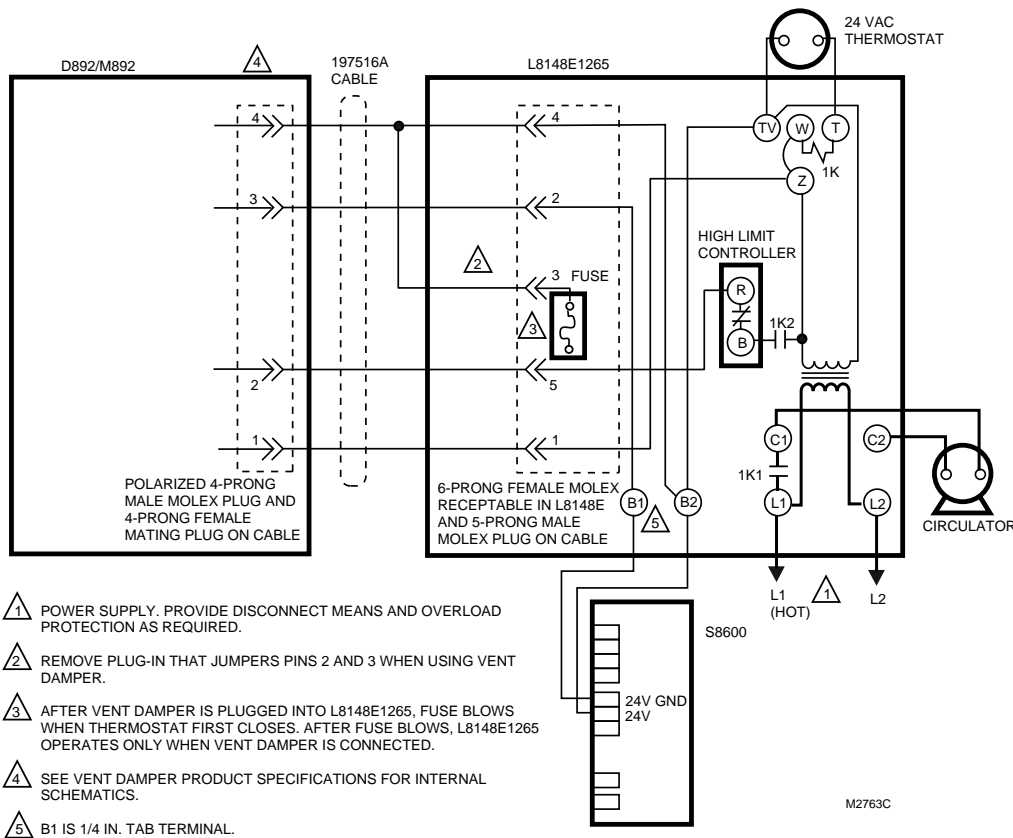 24 VAC
THERMOSTAT
D892/M892
4
197516A
CABLE
L8148E1265
4
4
TV
W
T
1K
Z
3
2
HIGH LIMIT
CONTROLLER
2
3 FUSE
R
3
1K2
B
2
5
1
1
C1
C2
1K1
POLARIZED 4-PRONG
MALE MOLEX PLUG AND
4-PRONG FEMALE
MATING PLUG ON CABLE
6-PRONG FEMALE MOLEX
RECEPTABLE IN L8148E
AND 5-PRONG MALE
MOLEX PLUG ON CABLE
B1
5
B2
L1
L2
CIRCULATOR
L1
(HOT)
1
L2
S8600
24V GND
24V
1 POWER SUPPLY. PROVIDE DISCONNECT MEANS AND OVERLOAD
PROTECTION AS REQUIRED.
2 REMOVE PLUG-IN THAT JUMPERS PINS 2 AND 3 WHEN USING VENT
DAMPER.
3 AFTER VENT DAMPER IS PLUGGED INTO L8148E1265, FUSE BLOWS
WHEN THERMOSTAT FIRST CLOSES. AFTER FUSE BLOWS, L8148E1265
OPERATES ONLY WHEN VENT DAMPER IS CONNECTED.
4 SEE VENT DAMPER PRODUCT SPECIFICATIONS FOR INTERNAL
SCHEMATICS.
5 B1 IS 1/4 IN. TAB TERMINAL.
M2763C